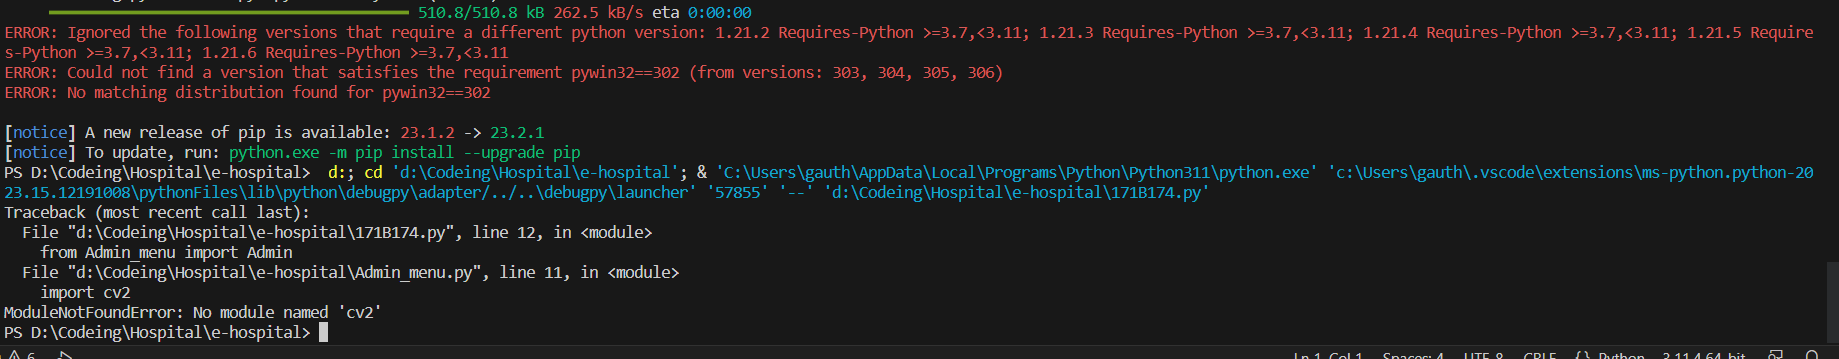 510.8/510.8 kB 262.5 kB/s eta 0:00:00
ERROR: Ignored the following versions that require a different python version: 1.21.2 Requires-Python >=3.7,<3.11; 1.21.3 Requires-Python >=3.7,<3.11; 1.21.4 Requires-Python >=3.7,<3.11; 1.21.5 Require
s-Python >=3.7,<3.11; 1.21.6 Requires-Python >=3.7,<3.11
ERROR: Could not find a version that satisfies the requirement pywin32==302 (from versions: 303, 304, 305, 306)
ERROR: No matching distribution found for pywin32==302
[notice] A new release of pip is available: 23.1.2 -> 23.2.1
[notice] To update, run: python.exe -m pip install --upgrade pip
PS D:\Codeing\Hospital\e-hospital>  d:; cd 'd:\Codeing\Hospital\e-hospital'; & 'C:\Users\gauth\AppData\Local\Programs\Python\Python311\python.exe' 'c:\Users\gauth\.vscode\extensions\ms-python.python-20
23.15.12191008\pythonFiles\lib\python\debugpy\adapter/../..\debugpy\launcher' '57855' '--' 'd:\Codeing\Hospital\e-hospital\171B174.py'
Traceback (most recent call last):
  File "d:\Codeing\Hospital\e-hospital\171B174.py", line 12, in <module>
    from Admin_menu import Admin
  File "d:\Codeing\Hospital\e-hospital\Admin_menu.py", line 11, in <module>
    import cv2
ModuleNotFoundError: No module named 'cv2'
PS D:\Codeing\Hospital\e-hospital>
6 Ln 1, Col 1 Spaces: 4 UTF-8 CRLF {} Python 3.11.4 64-bit